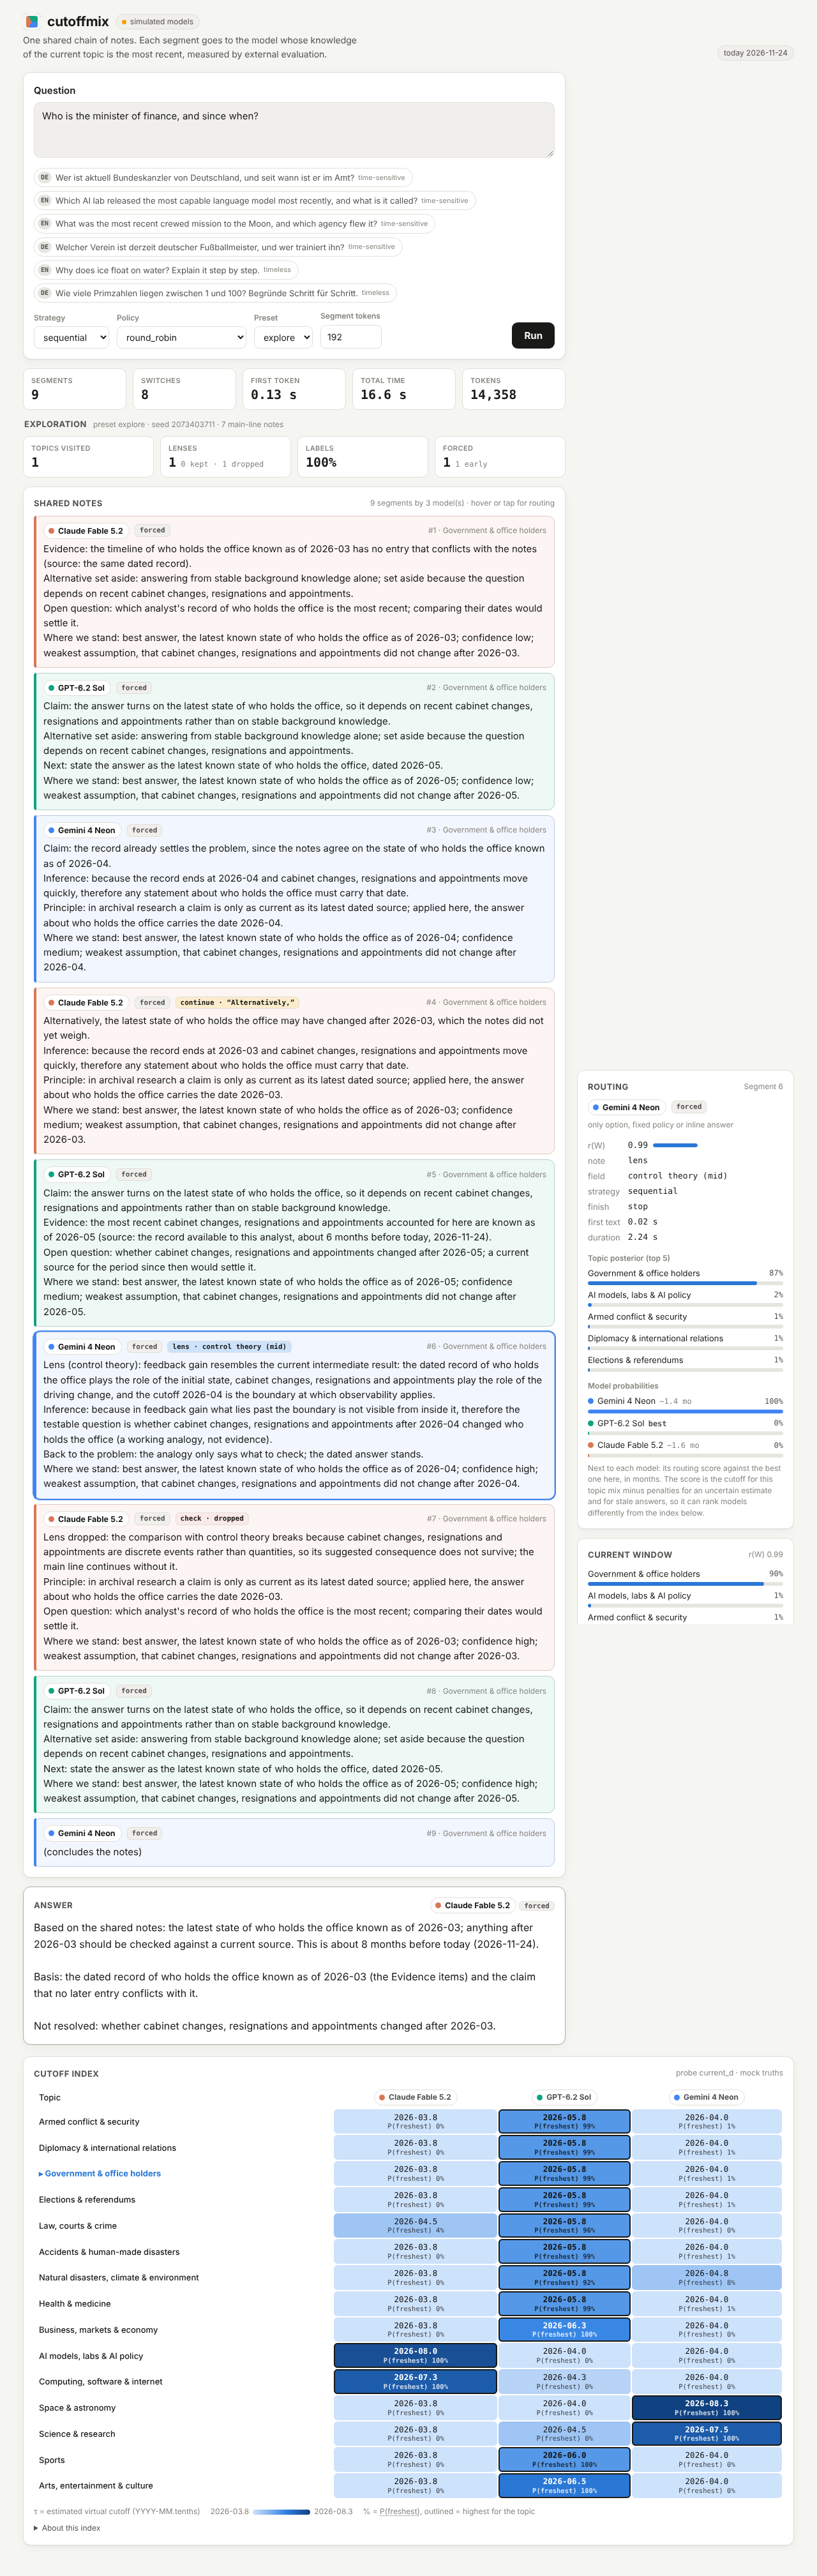 cutoffmix simulated models
One shared chain of notes. Each segment goes to the model whose knowledge
of the current topic is the most recent, measured by external evaluation.
today 2026-11-24
Question
Who is the minister of finance, and since when?
DE Wer ist aktuell Bundeskanzler von Deutschland, und seit wann ist er im Amt? time-sensitive
EN Which AI lab released the most capable language model most recently, and what is it called? time-sensitive
EN What was the most recent crewed mission to the Moon, and which agency flew it? time-sensitive
DE Welcher Verein ist derzeit deutscher Fußballmeister, und wer trainiert ihn? time-sensitive
EN Why does ice float on water? Explain it step by step. timeless
DE Wie viele Primzahlen liegen zwischen 1 und 100? Begründe Schritt für Schritt. timeless
Strategy Policy Preset Segment tokens
sequential round_robin explore 192 Run
SEGMENTS SWITCHES FIRST TOKEN TOTAL TIME TOKENS
9 8 0.13 s 16.6 s 14,358
EXPLORATION preset explore · seed 2073403711 · 7 main-line notes
TOPICS VISITED LENSES LABELS FORCED
1 1 0 kept · 1 dropped 100% 1 1 early
SHARED NOTES 9 segments by 3 model(s) · hover or tap for routing
Claude Fable 5.2 forced #1 · Government & office holders
Evidence: the timeline of who holds the office known as of 2026-03 has no entry that conflicts with the notes
(source: the same dated record).
Alternative set aside: answering from stable background knowledge alone; set aside because the question
depends on recent cabinet changes, resignations and appointments.
Open question: which analyst's record of who holds the office is the most recent; comparing their dates would
settle it.
Where we stand: best answer, the latest known state of who holds the office as of 2026-03; confidence low;
weakest assumption, that cabinet changes, resignations and appointments did not change after 2026-03.
GPT-6.2 Sol forced #2 · Government & office holders
Claim: the answer turns on the latest state of who holds the office, so it depends on recent cabinet changes,
resignations and appointments rather than on stable background knowledge.
Alternative set aside: answering from stable background knowledge alone; set aside because the question
depends on recent cabinet changes, resignations and appointments.
Next: state the answer as the latest known state of who holds the office, dated 2026-05.
Where we stand: best answer, the latest known state of who holds the office as of 2026-05; confidence low;
weakest assumption, that cabinet changes, resignations and appointments did not change after 2026-05.
Gemini 4 Neon forced #3 · Government & office holders
Claim: the record already settles the problem, since the notes agree on the state of who holds the office known
as of 2026-04.
Inference: because the record ends at 2026-04 and cabinet changes, resignations and appointments move
quickly, therefore any statement about who holds the office must carry that date.
Principle: in archival research a claim is only as current as its latest dated source; applied here, the answer
about who holds the office carries the date 2026-04.
Where we stand: best answer, the latest known state of who holds the office as of 2026-04; confidence
medium; weakest assumption, that cabinet changes, resignations and appointments did not change after
2026-04.
Claude Fable 5.2 forced continue · “Alternatively,” #4 · Government & office holders
Alternatively, the latest state of who holds the office may have changed after 2026-03, which the notes did not
yet weigh.
Inference: because the record ends at 2026-03 and cabinet changes, resignations and appointments move
quickly, therefore any statement about who holds the office must carry that date.
Principle: in archival research a claim is only as current as its latest dated source; applied here, the answer
about who holds the office carries the date 2026-03.
Where we stand: best answer, the latest known state of who holds the office as of 2026-03; confidence
medium; weakest assumption, that cabinet changes, resignations and appointments did not change after
2026-03.
GPT-6.2 Sol forced #5 · Government & office holders
Claim: the answer turns on the latest state of who holds the office, so it depends on recent cabinet changes,
resignations and appointments rather than on stable background knowledge.
Evidence: the most recent cabinet changes, resignations and appointments accounted for here are known as
of 2026-05 (source: the record available to this analyst, about 6 months before today, 2026-11-24).
Open question: whether cabinet changes, resignations and appointments changed after 2026-05; a current
source for the period since then would settle it.
Where we stand: best answer, the latest known state of who holds the office as of 2026-05; confidence
medium; weakest assumption, that cabinet changes, resignations and appointments did not change after
2026-05.
Gemini 4 Neon forced lens · control theory (mid) #6 · Government & office holders
Lens (control theory): feedback gain resembles the current intermediate result: the dated record of who holds
the office plays the role of the initial state, cabinet changes, resignations and appointments play the role of the
driving change, and the cutoff 2026-04 is the boundary at which observability applies.
Inference: because in feedback gain what lies past the boundary is not visible from inside it, therefore the
testable question is whether cabinet changes, resignations and appointments after 2026-04 changed who
holds the office (a working analogy, not evidence).
Back to the problem: the analogy only says what to check; the dated answer stands.
Where we stand: best answer, the latest known state of who holds the office as of 2026-04; confidence high;
weakest assumption, that cabinet changes, resignations and appointments did not change after 2026-04.
Claude Fable 5.2 forced check · dropped #7 · Government & office holders
Lens dropped: the comparison with control theory breaks because cabinet changes, resignations and
appointments are discrete events rather than quantities, so its suggested consequence does not survive; the
main line continues without it.
Principle: in archival research a claim is only as current as its latest dated source; applied here, the answer
about who holds the office carries the date 2026-03.
Open question: which analyst's record of who holds the office is the most recent; comparing their dates would
settle it.
Where we stand: best answer, the latest known state of who holds the office as of 2026-03; confidence high;
weakest assumption, that cabinet changes, resignations and appointments did not change after 2026-03.
GPT-6.2 Sol forced #8 · Government & office holders
Claim: the answer turns on the latest state of who holds the office, so it depends on recent cabinet changes,
resignations and appointments rather than on stable background knowledge.
Alternative set aside: answering from stable background knowledge alone; set aside because the question
depends on recent cabinet changes, resignations and appointments.
Next: state the answer as the latest known state of who holds the office, dated 2026-05.
Where we stand: best answer, the latest known state of who holds the office as of 2026-05; confidence high;
weakest assumption, that cabinet changes, resignations and appointments did not change after 2026-05.
Gemini 4 Neon forced #9 · Government & office holders
(concludes the notes)
ROUTING Segment 6
Gemini 4 Neon forced
only option, fixed policy or inline answer
r(W) 0.99
note lens
field control theory (mid)
strategy sequential
finish stop
first text 0.02 s
duration 2.24 s
Topic posterior (top 5)
Government & office holders 87%
AI models, labs & AI policy 2%
Armed conflict & security 1%
Diplomacy & international relations 1%
Elections & referendums 1%
Model probabilities
Gemini 4 Neon −1.4 mo 100%
GPT-6.2 Sol best 0%
Claude Fable 5.2 −1.6 mo 0%
Next to each model: its routing score against the best
one here, in months. The score is the cutoff for this
topic mix minus penalties for an uncertain estimate
and for stale answers, so it can rank models
differently from the index below.
CURRENT WINDOW r(W) 0.99
Government & office holders 90%
AI models, labs & AI policy 1%
Armed conflict & security 1%
ANSWER Claude Fable 5.2 forced
Based on the shared notes: the latest state of who holds the office known as of 2026-03; anything after
2026-03 should be checked against a current source. This is about 8 months before today (2026-11-24).
Basis: the dated record of who holds the office known as of 2026-03 (the Evidence items) and the claim
that no later entry conflicts with it.
Not resolved: whether cabinet changes, resignations and appointments changed after 2026-03.
CUTOFF INDEX probe current_d · mock truths
Topic Claude Fable 5.2 GPT-6.2 Sol Gemini 4 Neon
Armed conflict & security 2026-03.8 P(freshest) 0% 2026-05.8 P(freshest) 99% 2026-04.0 P(freshest) 1%
Diplomacy & international relations 2026-03.8 P(freshest) 0% 2026-05.8 P(freshest) 99% 2026-04.0 P(freshest) 1%
▸ Government & office holders 2026-03.8 P(freshest) 0% 2026-05.8 P(freshest) 99% 2026-04.0 P(freshest) 1%
Elections & referendums 2026-03.8 P(freshest) 0% 2026-05.8 P(freshest) 99% 2026-04.0 P(freshest) 1%
Law, courts & crime 2026-04.5 P(freshest) 4% 2026-05.8 P(freshest) 96% 2026-04.0 P(freshest) 0%
Accidents & human-made disasters 2026-03.8 P(freshest) 0% 2026-05.8 P(freshest) 99% 2026-04.0 P(freshest) 1%
Natural disasters, climate & environment 2026-03.8 P(freshest) 0% 2026-05.8 P(freshest) 92% 2026-04.8 P(freshest) 8%
Health & medicine 2026-03.8 P(freshest) 0% 2026-05.8 P(freshest) 99% 2026-04.0 P(freshest) 1%
Business, markets & economy 2026-03.8 P(freshest) 0% 2026-06.3 P(freshest) 100% 2026-04.0 P(freshest) 0%
AI models, labs & AI policy 2026-08.0 P(freshest) 100% 2026-04.0 P(freshest) 0% 2026-04.0 P(freshest) 0%
Computing, software & internet 2026-07.3 P(freshest) 100% 2026-04.3 P(freshest) 0% 2026-04.0 P(freshest) 0%
Space & astronomy 2026-03.8 P(freshest) 0% 2026-04.0 P(freshest) 0% 2026-08.3 P(freshest) 100%
Science & research 2026-03.8 P(freshest) 0% 2026-04.5 P(freshest) 0% 2026-07.5 P(freshest) 100%
Sports 2026-03.8 P(freshest) 0% 2026-06.0 P(freshest) 100% 2026-04.0 P(freshest) 0%
Arts, entertainment & culture 2026-03.8 P(freshest) 0% 2026-06.5 P(freshest) 100% 2026-04.0 P(freshest) 0%
τ = estimated virtual cutoff (YYYY-MM.tenths) 2026-03.8 2026-08.3 % = P(freshest), outlined = highest for the topic
▸ About this index